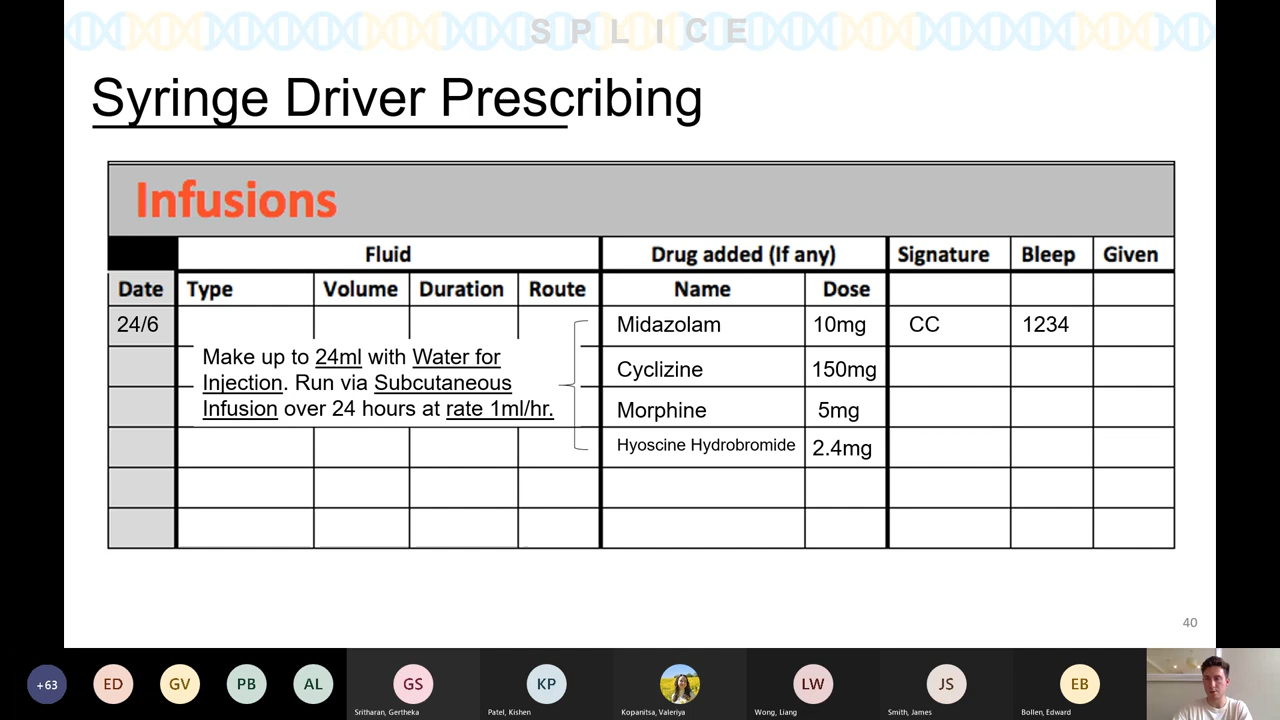 SPLICE
Syringe Driver Prescribing
Infusions
Fluid Drug added (If any) Signature Bleep Given
Date Type Volume Duration Route Name Dose
24/6 Midazolam 10mg CC 1234
Make up to 24ml with Water for
Injection. Run via Subcutaneous
Infusion over 24 hours at rate 1ml/hr.
Cyclizine 150mg
Morphine 5mg
Hyoscine Hydrobromide 2.4mg
40
+63 ED GV PB AL GS KP LW JS EB
Sritharan, Gertheka Patel, Kishen Kopanitsa, Valeriya Wong, Liang Smith, James Bollen, Edward